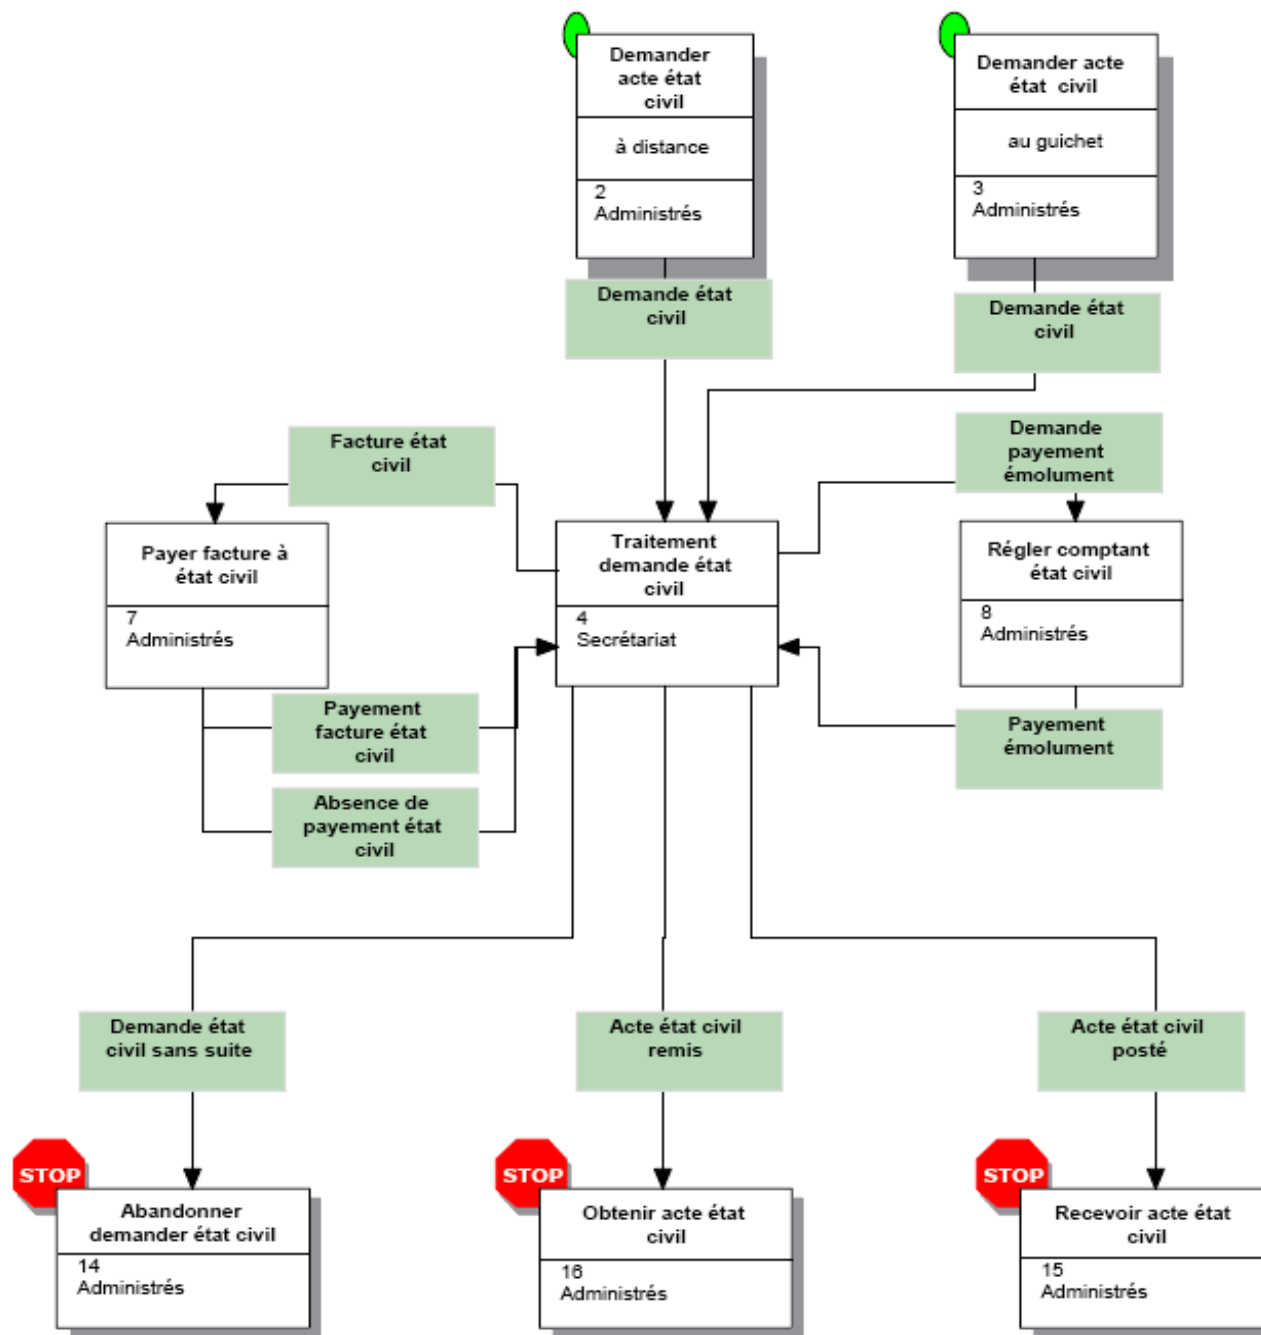 Demander
acte état
civil
à distance
2
Administrés
Demander acte
état civil
au guichet
3
Administrés
Demande état
civil
Demande état
civil
Facture état
civil
Demande
payement
émolument
Payer facture à
état civil
7
Administrés
Traitement
demande état
civil
4
Secrétariat
Régler comptant
état civil
8
Administrés
Payement
facture état
civil
Payement
émolument
Absence de
payement état
civil
Demande état
civil sans suite
Acte état civil
remis
Acte état civil
posté
STOP
Abandonner
demander état civil
14
Administrés
STOP
Obtenir acte état
civil
16
Administrés
STOP
Recevoir acte état
civil
15
Administrés